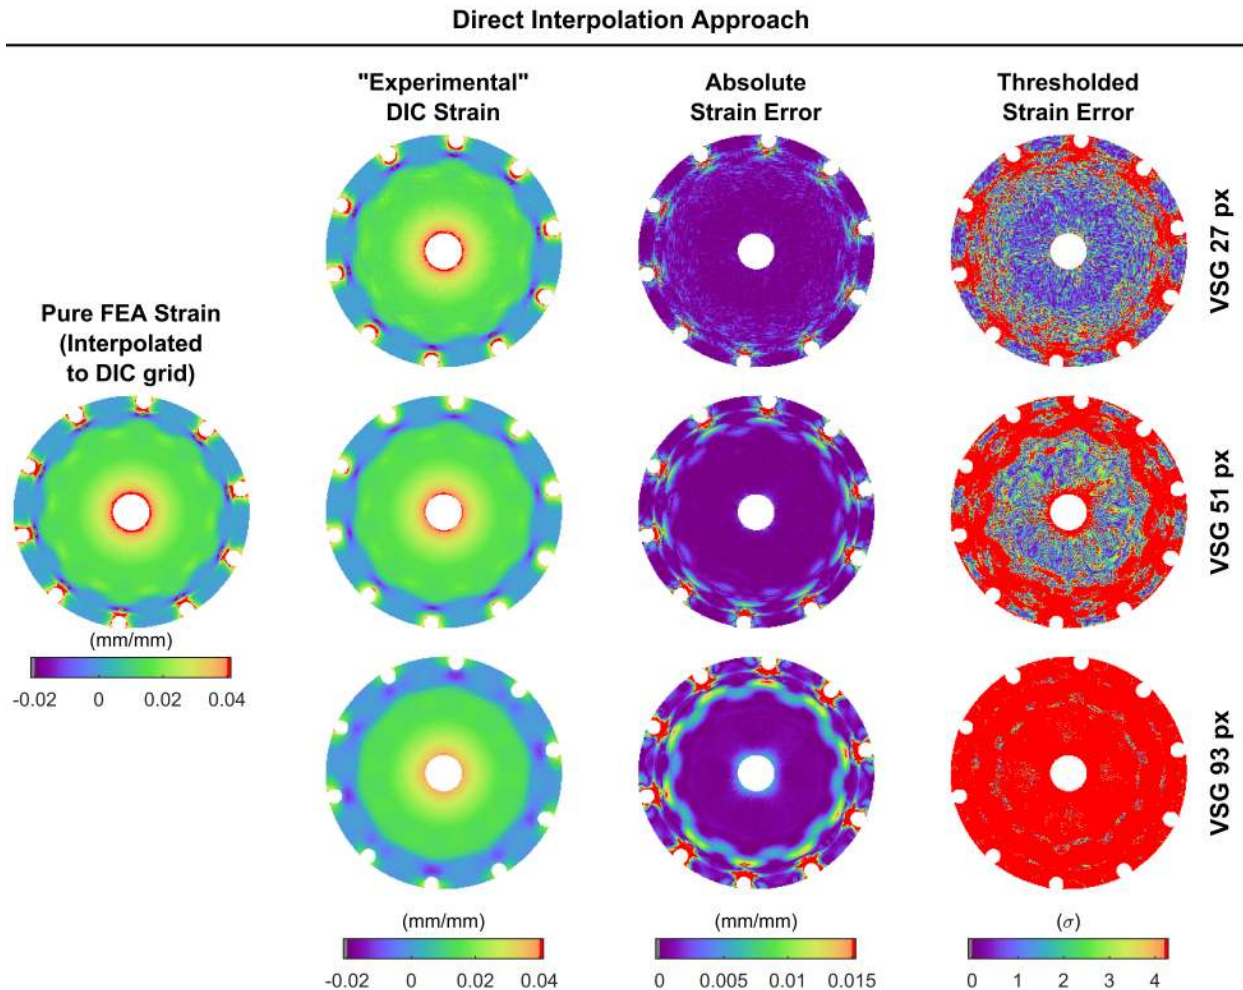 Direct Interpolation Approach
"Experimental"
DIC Strain
Absolute
Strain Error
Thresholded
Strain Error
VSG 27 px
Pure FEA Strain
(Interpolated
to DIC grid)
VSG 51 px
(mm/mm)
-0.02 0 0.02 0.04
VSG 93 px
(mm/mm)
-0.02 0 0.02 0.04
(mm/mm)
0 0.005 0.01 0.015
(σ)
0 1 2 3 4